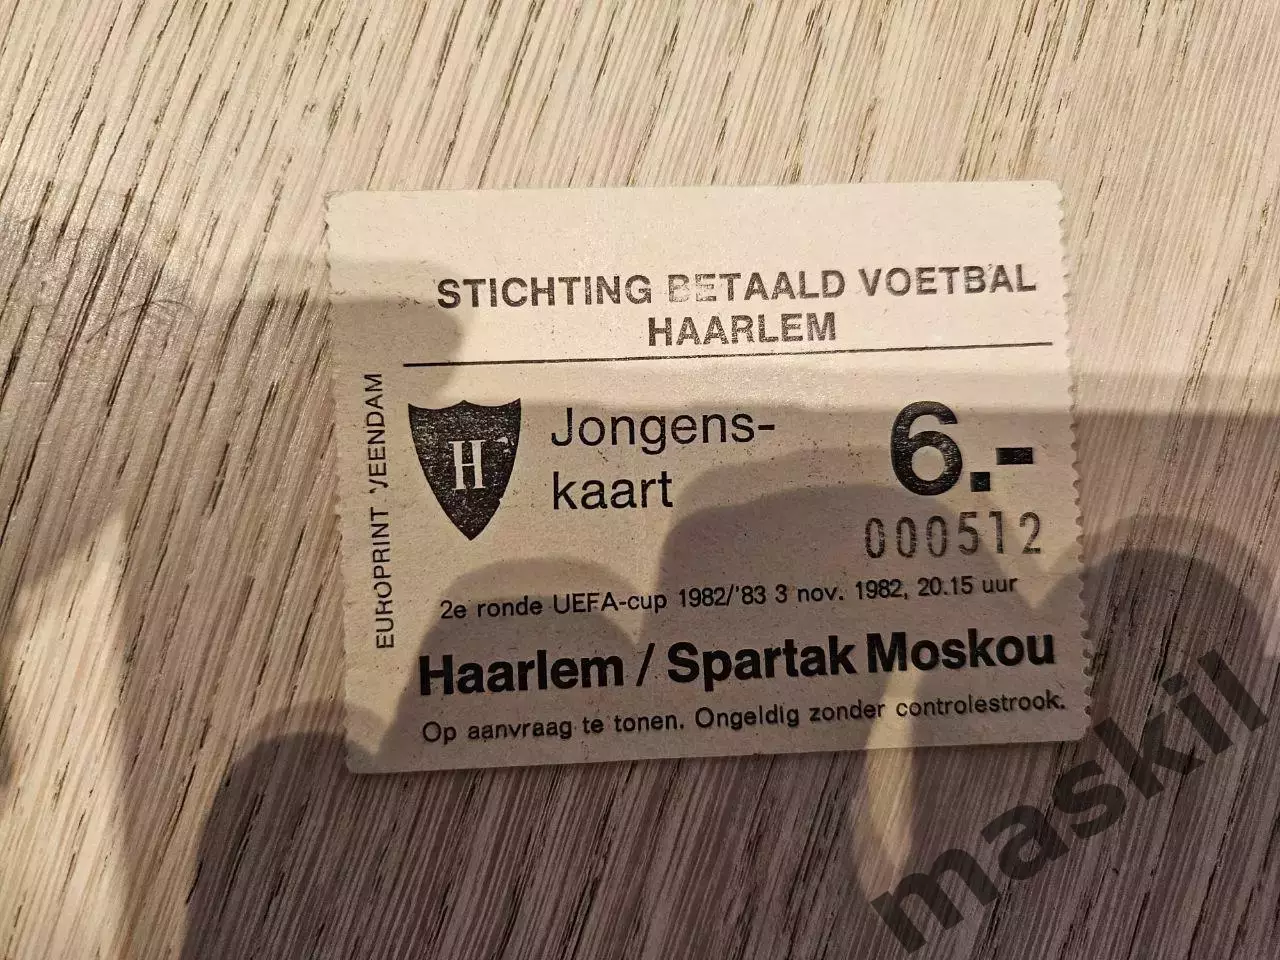 STICHTING BETAALD VOETBAL
HAARLEM
EUROPRINT VEENDAM
H
Jongens-
kaart
6.-
000512
2e ronde UEFA-cup 1982/'83 3 nov. 1982, 20.15 uur
Haarlem / Spartak Moskou
Op aanvraag te tonen. Ongeldig zonder controlestrook.
maskil